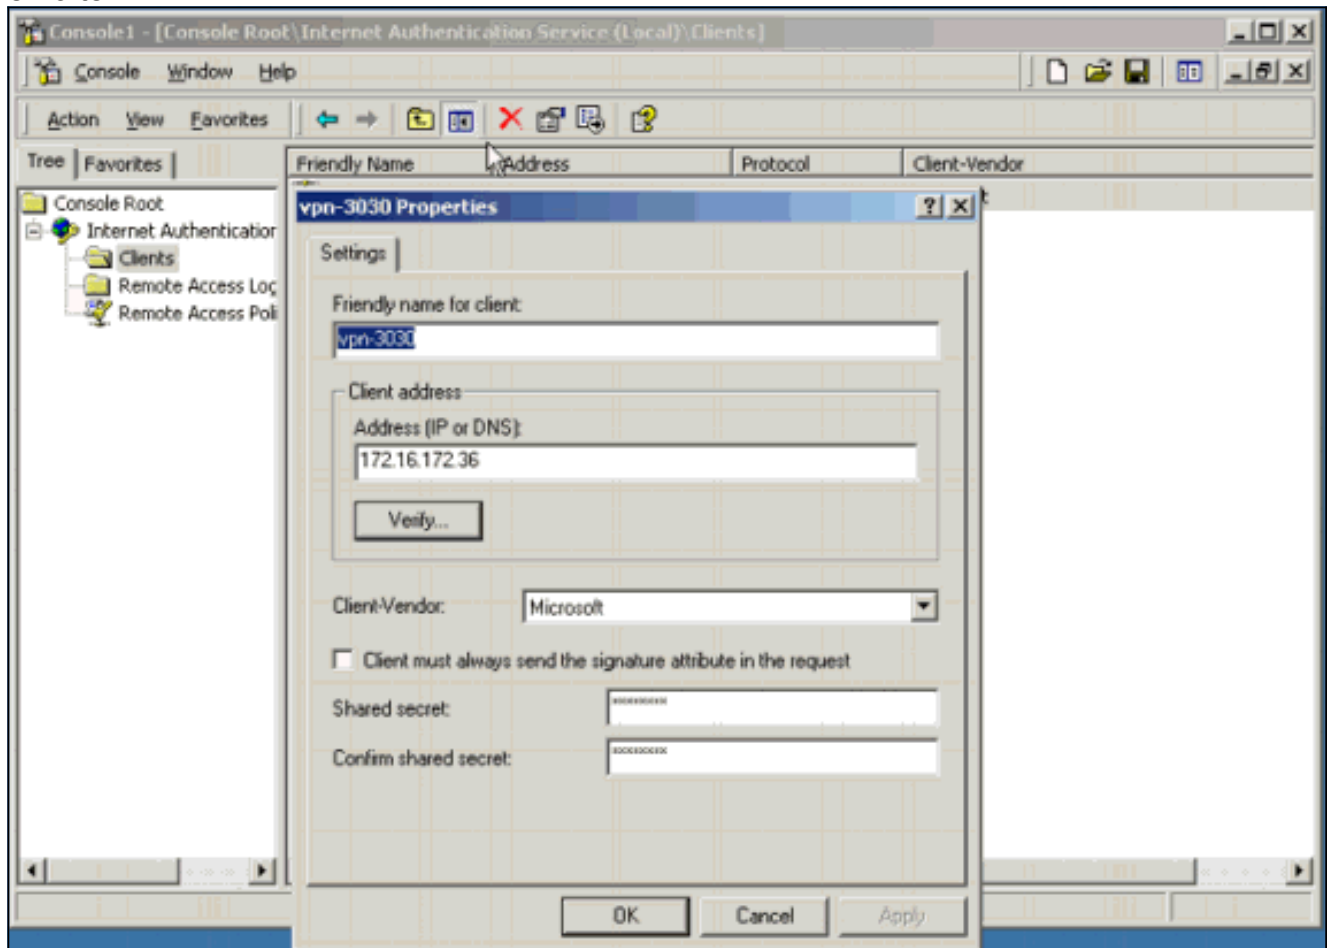 Console1 - [Console Root\Internet Authentication Service (Local)\Clients]
Console Window Help
Action View Favorites
Tree Favorites
Friendly Name Address Protocol Client-Vendor
Console Root
Internet Authentication
Clients
Remote Access Log
Remote Access Poli
vpn-3030 Properties
Settings
Friendly name for client:
vpn-3030
Client address
Address (IP or DNS):
172.16.172.36
Verify...
Client-Vendor: Microsoft
Client must always send the signature attribute in the request
Shared secret: ********
Confirm shared secret: ********
OK Cancel Apply